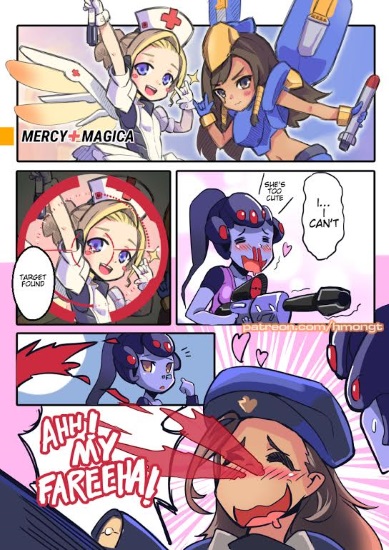 MERCY+MAGICA
TARGET
FOUND
SHE'S
TOO
CUTE
I...
I
CAN'T
patreon.com/hmongt
AHH!
MY
FAREEHA!